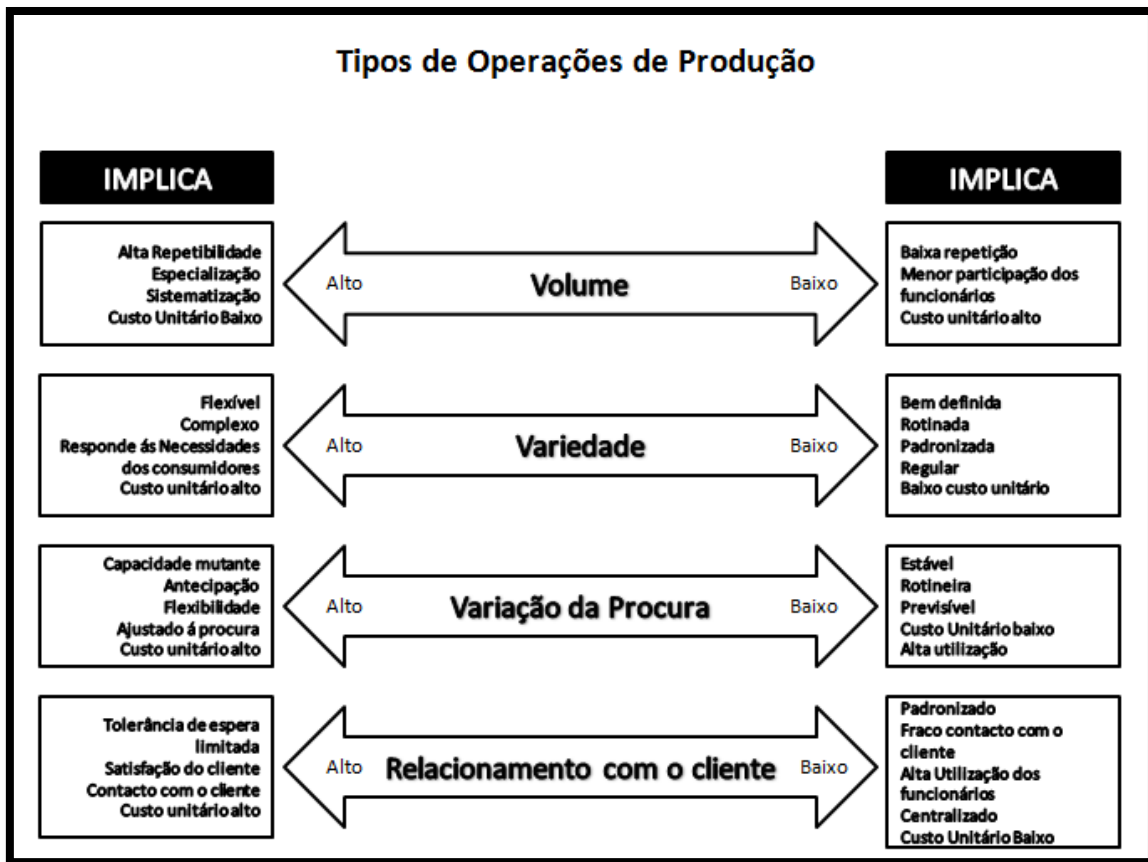 Tipos de Operações de Produção
IMPLICA
IMPLICA
Alta Repetibilidade
Especialização
Sistematização
Custo Unitário Baixo
Alto
Volume
Baixo
Baixa repetição
Menor participação dos
funcionários
Custo unitário alto
Flexível
Complexo
Responde ás Necessidades
dos consumidores
Custo unitário alto
Alto
Variedade
Baixo
Bem definida
Rotinada
Padronizada
Regular
Baixo custo unitário
Capacidade mutante
Antecipação
Flexibilidade
Ajustado á procura
Custo unitário alto
Alto
Variação da Procura
Baixo
Estável
Rotineira
Previsível
Custo Unitário baixo
Alta utilização
Tolerância de espera
limitada
Satisfação do cliente
Contacto com o cliente
Custo unitário alto
Alto
Relacionamento com o cliente
Baixo
Padronizado
Fraco contacto com o
cliente
Alta Utilização dos
funcionários
Centralizado
Custo Unitário Baixo